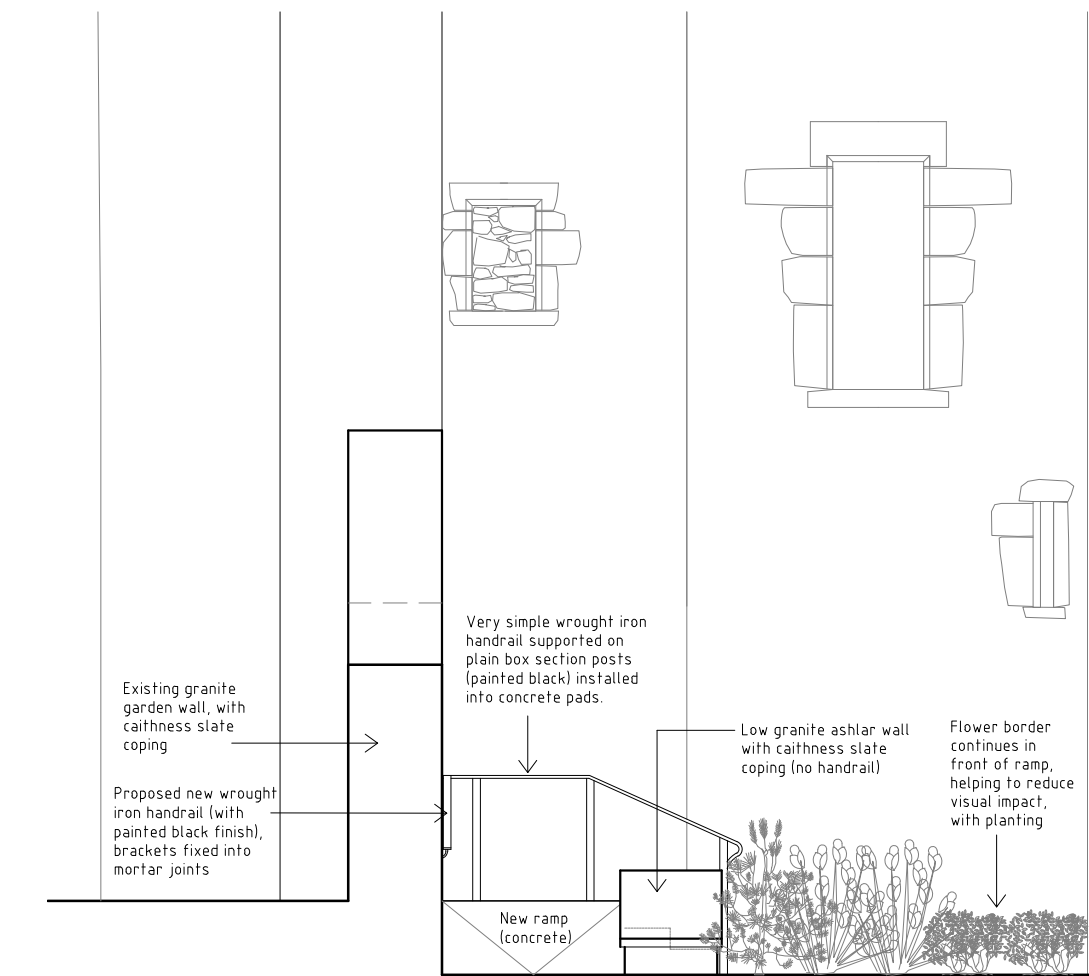 Very simple wrought iron
handrail supported on
plain box section posts
(painted black) installed
into concrete pads.
Existing granite
garden wall, with
caithness slate
coping
Low granite ashlar wall
with caithness slate
coping (no handrail)
Flower border
continues in
front of ramp,
helping to reduce
visual impact,
with planting
Proposed new wrought
iron handrail (with
painted black finish),
brackets fixed into
mortar joints
New ramp
(concrete)